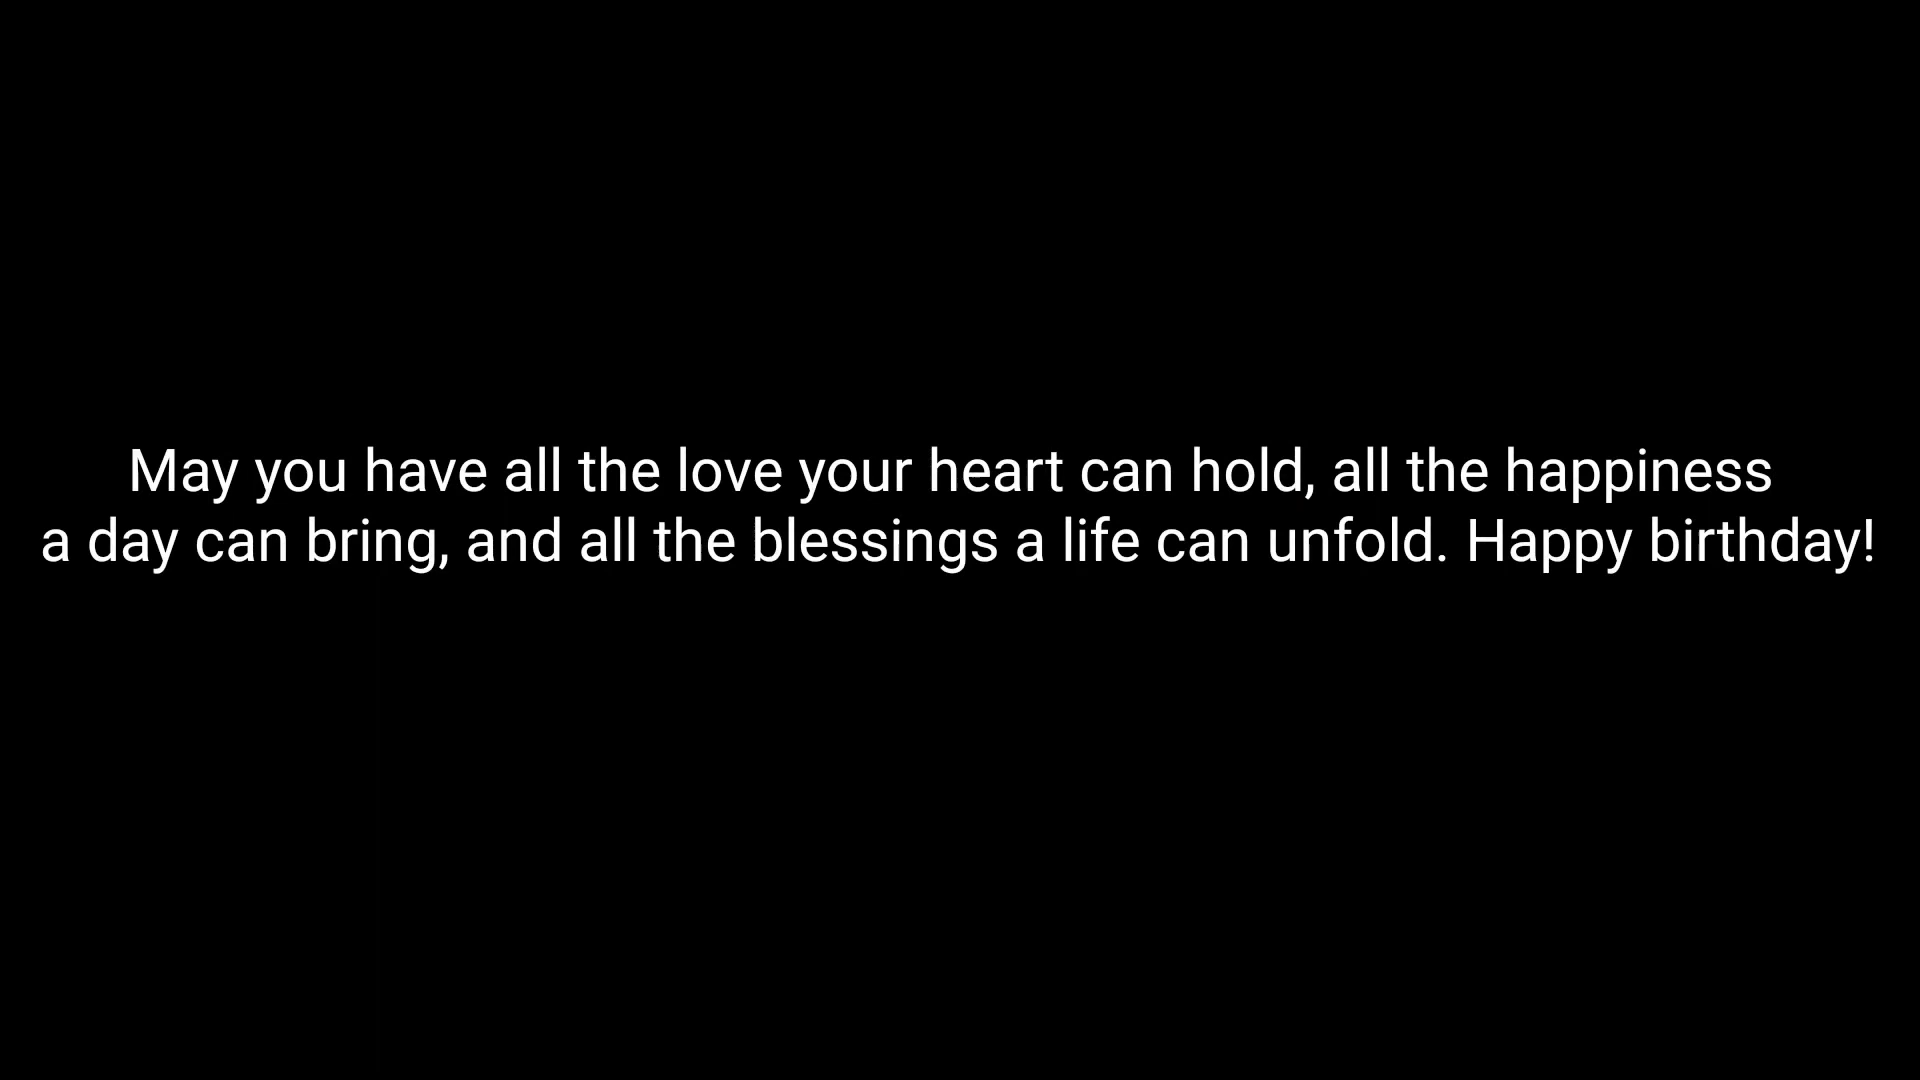 May you have all the love your heart can hold, all the happiness
a day can bring, and all the blessings a life can unfold. Happy birthday!